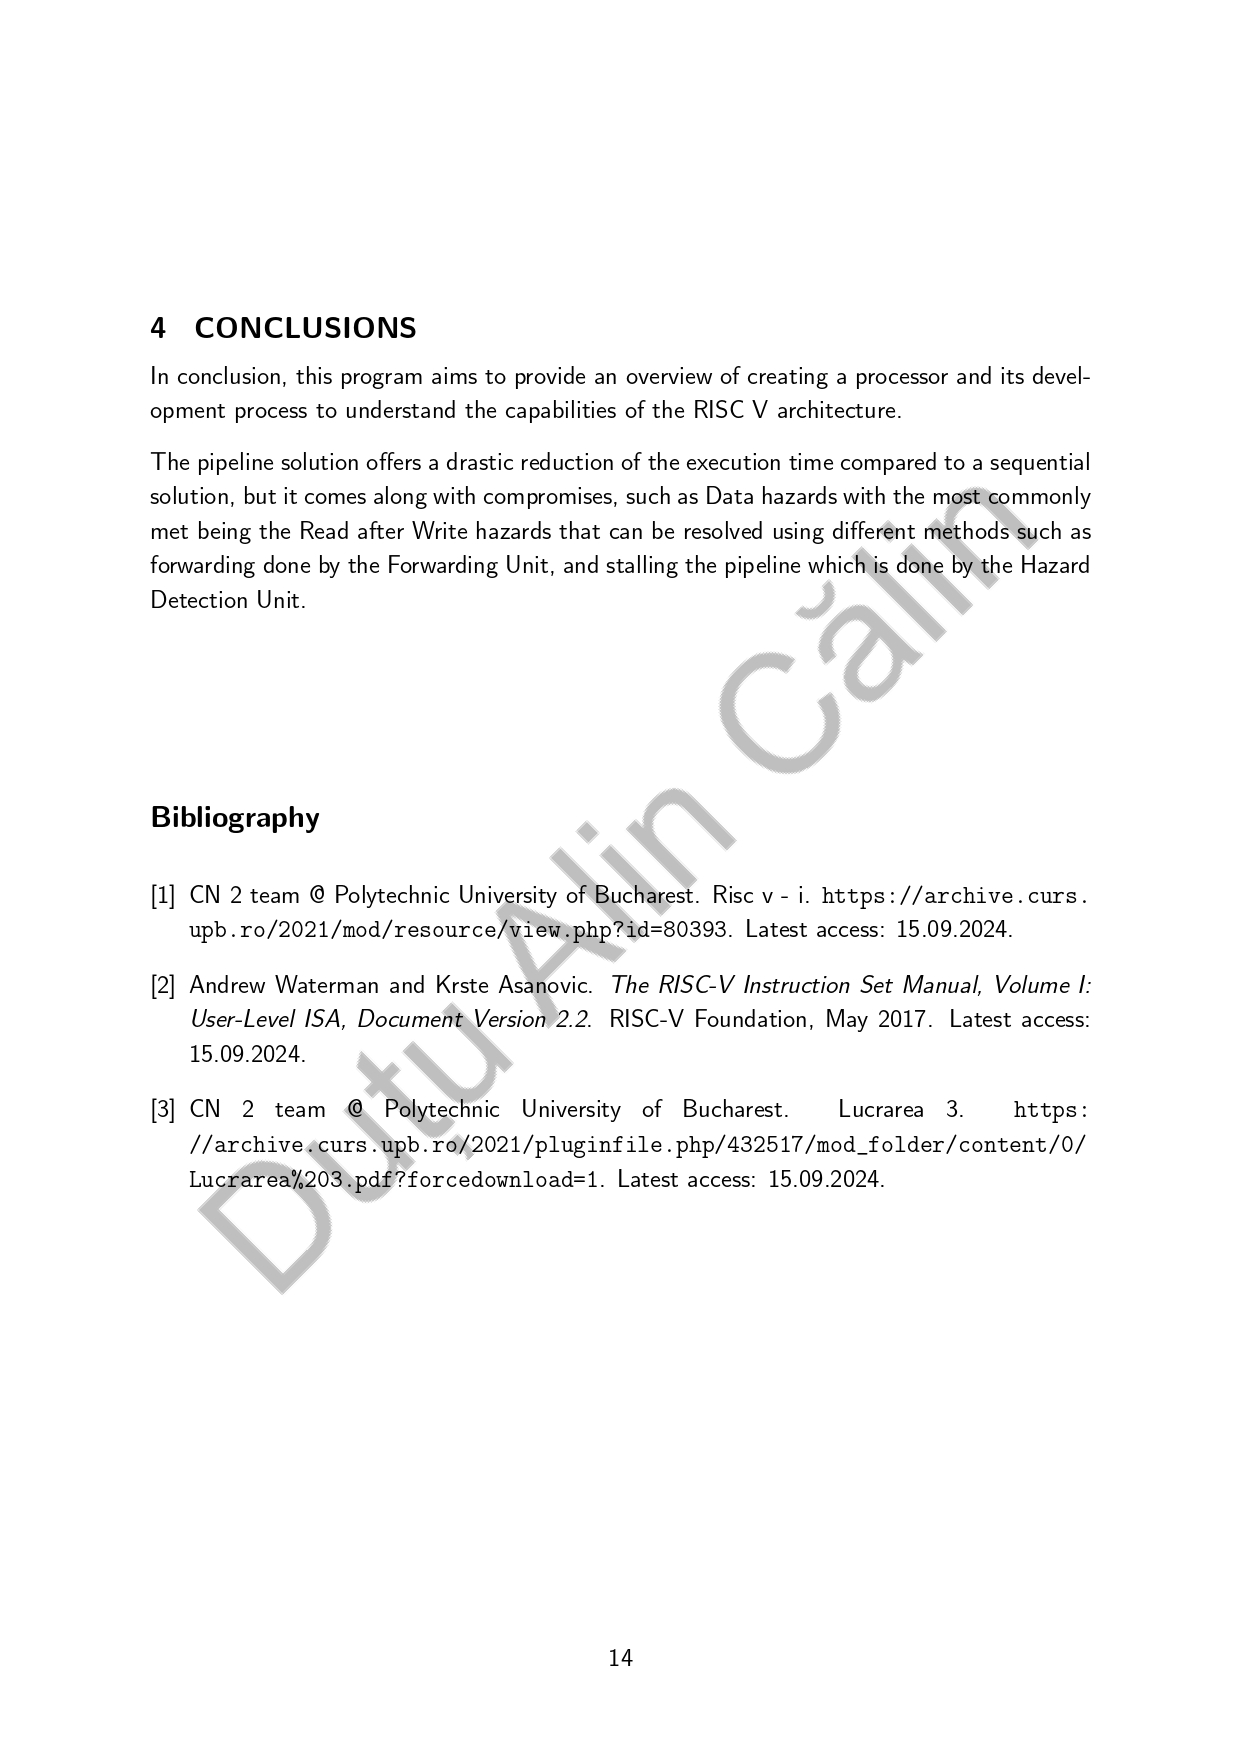 4 CONCLUSIONS
In conclusion, this program aims to provide an overview of creating a processor and its devel-
opment process to understand the capabilities of the RISC V architecture.
The pipeline solution offers a drastic reduction of the execution time compared to a sequential
solution, but it comes along with compromises, such as Data hazards with the most commonly
met being the Read after Write hazards that can be resolved using different methods such as
forwarding done by the Forwarding Unit, and stalling the pipeline which is done by the Hazard
Detection Unit.
Bibliography
[1] CN 2 team @ Polytechnic University of Bucharest. Risc v - i. https://archive.curs.
upb.ro/2021/mod/resource/view.php?id=80393. Latest access: 15.09.2024.
[2] Andrew Waterman and Krste Asanovic. The RISC-V Instruction Set Manual, Volume I:
User-Level ISA, Document Version 2.2. RISC-V Foundation, May 2017. Latest access:
15.09.2024.
[3] CN 2 team @ Polytechnic University of Bucharest. Lucrarea 3. https:
//archive.curs.upb.ro/2021/pluginfile.php/432517/mod_folder/content/0/
Lucrarea%203.pdf?forcedownload=1. Latest access: 15.09.2024.
Duțu Alin Călin
14